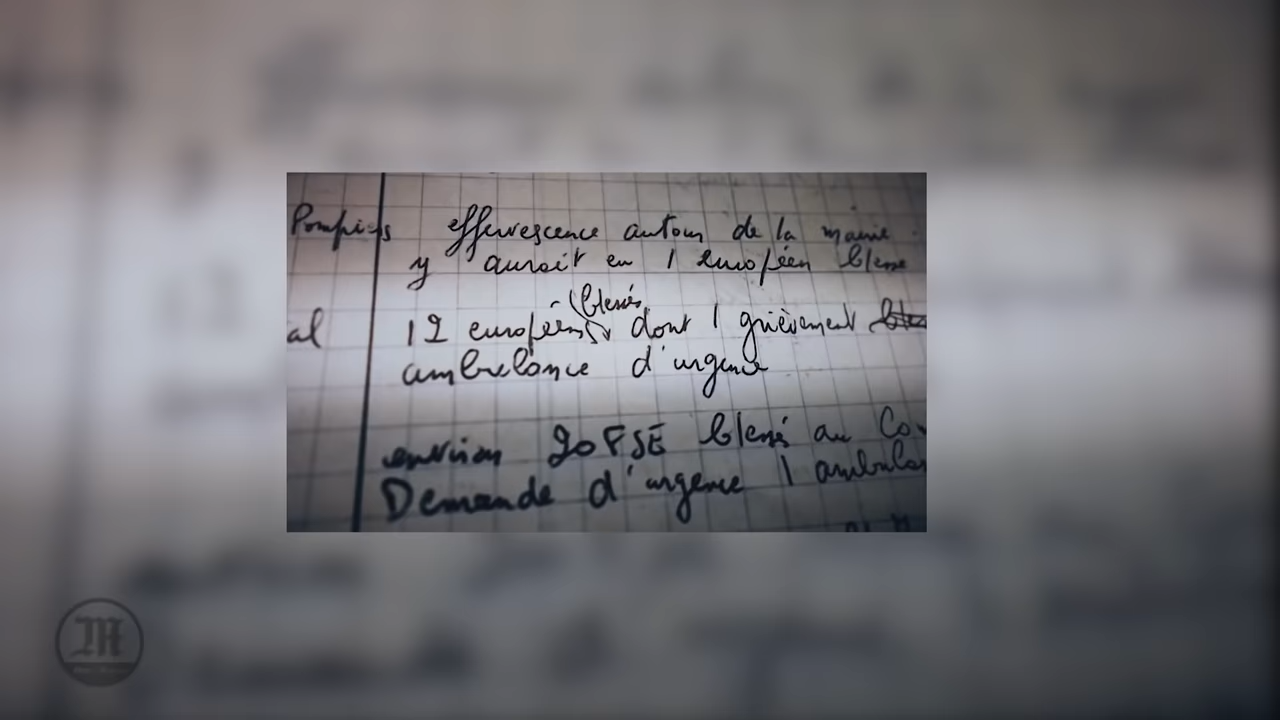 Pompiers effervescence autour de la mairie
y aurait eu 1 européen blessé
(blessés
al 12 européens dont 1 grièvement
ambulance d'urgence
environ 20 FSE blessés au Co
Demande d'urgence 1 ambula
M